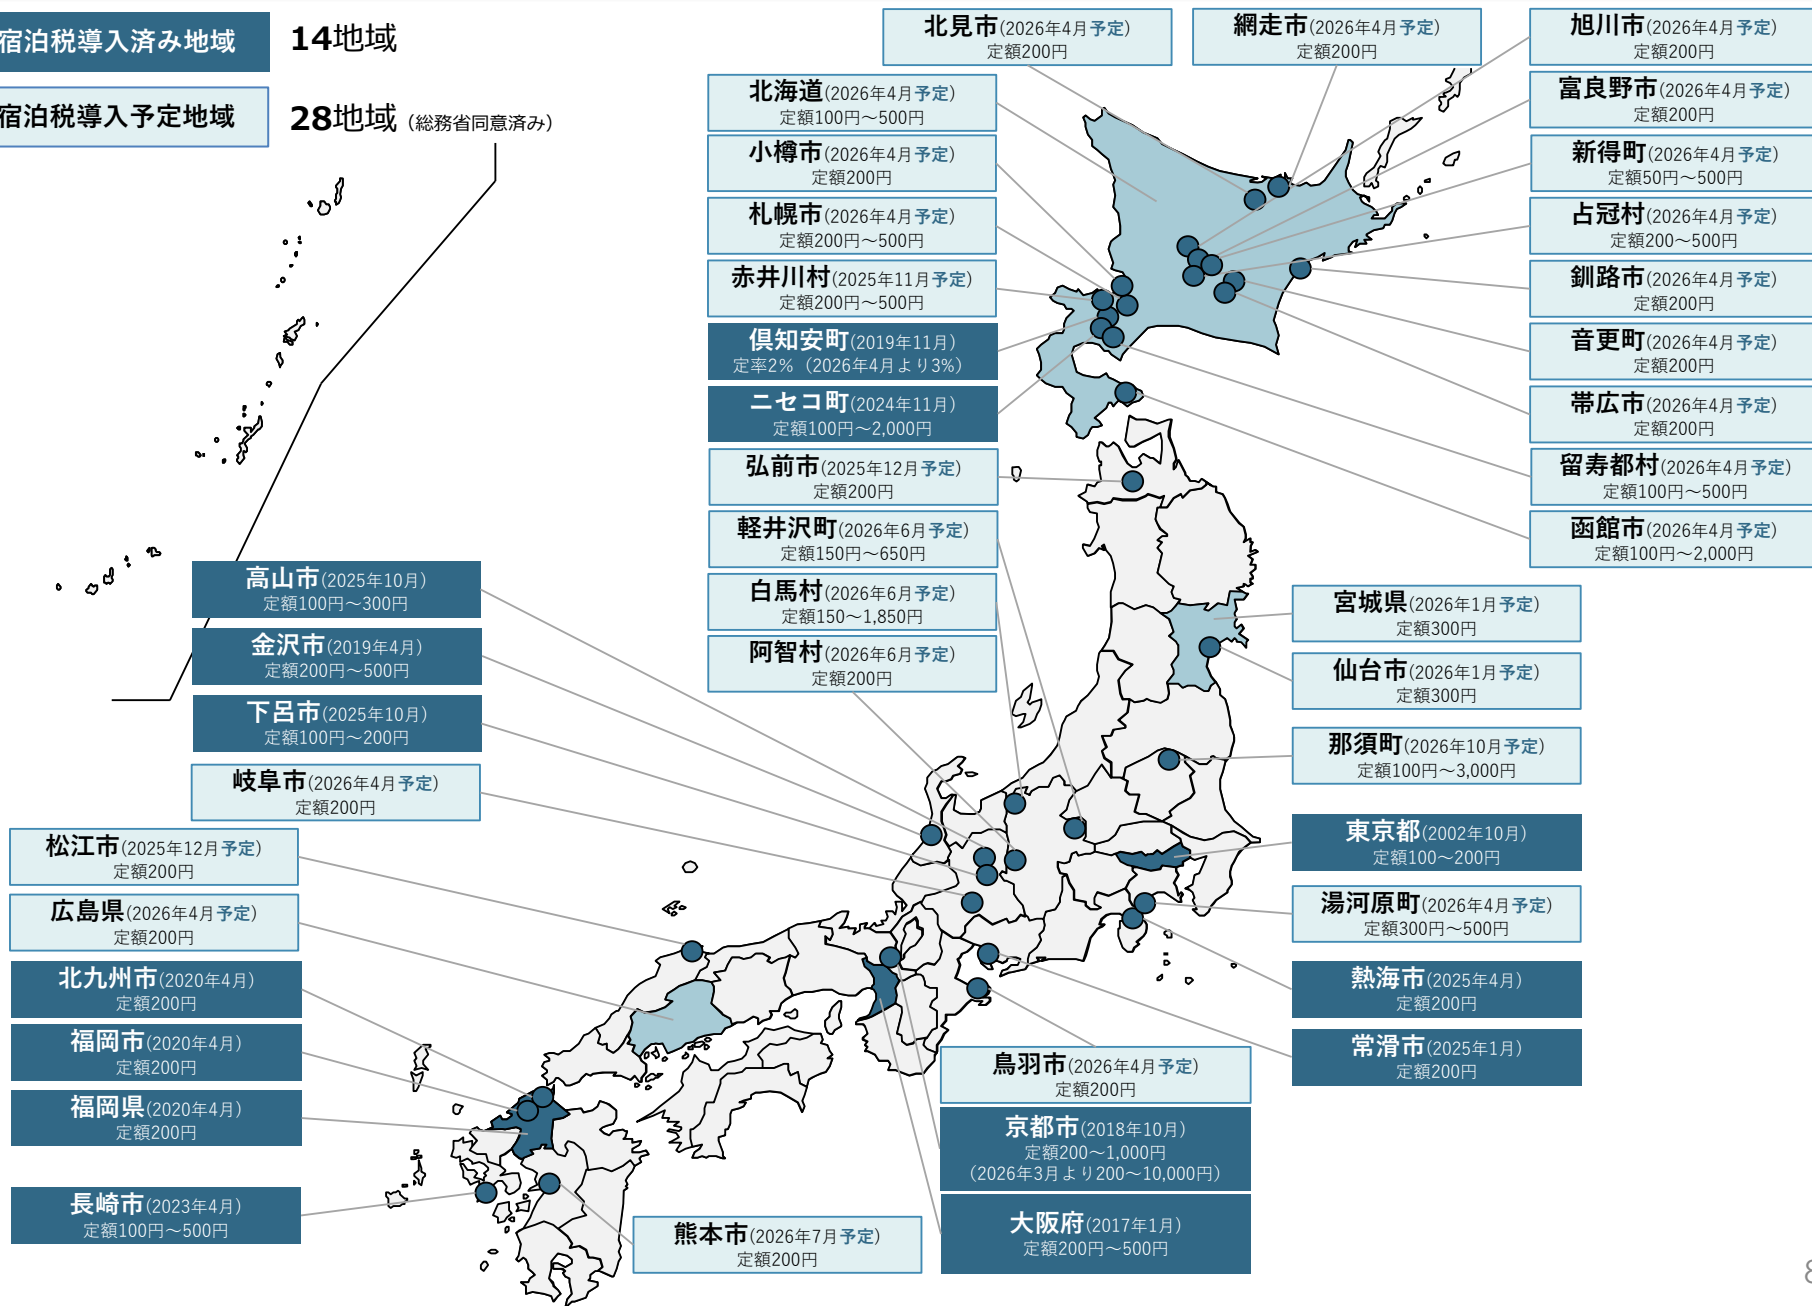 宿泊税導入済み地域
14地域
宿泊税導入予定地域
28地域(総務省同意済み)
北見市(2026年4月予定)
定額200円
網走市(2026年4月予定)
定額200円
旭川市(2026年4月予定)
定額200円
北海道(2026年4月予定)
定額100円～500円
富良野市(2026年4月予定)
定額200円
小樽市(2026年4月予定)
定額200円
新得町(2026年4月予定)
定額50円～500円
札幌市(2026年4月予定)
定額200円～500円
占冠村(2026年4月予定)
定額200～500円
赤井川村(2025年11月予定)
定額200円～500円
釧路市(2026年4月予定)
定額200円
倶知安町(2019年11月)
定率2%（2026年4月より3%）
音更町(2026年4月予定)
定額200円
ニセコ町(2024年11月)
定額100円～2,000円
帯広市(2026年4月予定)
定額200円
弘前市(2025年12月予定)
定額200円
留寿都村(2026年4月予定)
定額100円～500円
軽井沢町(2026年6月予定)
定額150円～650円
函館市(2026年4月予定)
定額100円～2,000円
白馬村(2026年6月予定)
定額150～1,850円
阿智村(2026年6月予定)
定額200円
高山市(2025年10月)
定額100円～300円
金沢市(2019年4月)
定額200円～500円
下呂市(2025年10月)
定額100円～200円
岐阜市(2026年4月予定)
定額200円
宮城県(2026年1月予定)
定額300円
仙台市(2026年1月予定)
定額300円
那須町(2026年10月予定)
定額100円～3,000円
東京都(2002年10月)
定額100～200円
湯河原町(2026年4月予定)
定額300円～500円
熱海市(2025年4月)
定額200円
常滑市(2025年1月)
定額200円
松江市(2025年12月予定)
定額200円
広島県(2026年4月予定)
定額200円
北九州市(2020年4月)
定額200円
福岡市(2020年4月)
定額200円
福岡県(2020年4月)
定額200円
長崎市(2023年4月)
定額100円～500円
鳥羽市(2026年4月予定)
定額200円
京都市(2018年10月)
定額200～1,000円
（2026年3月より200～10,000円）
大阪府(2017年1月)
定額200円～500円
熊本市(2026年7月予定)
定額200円
8